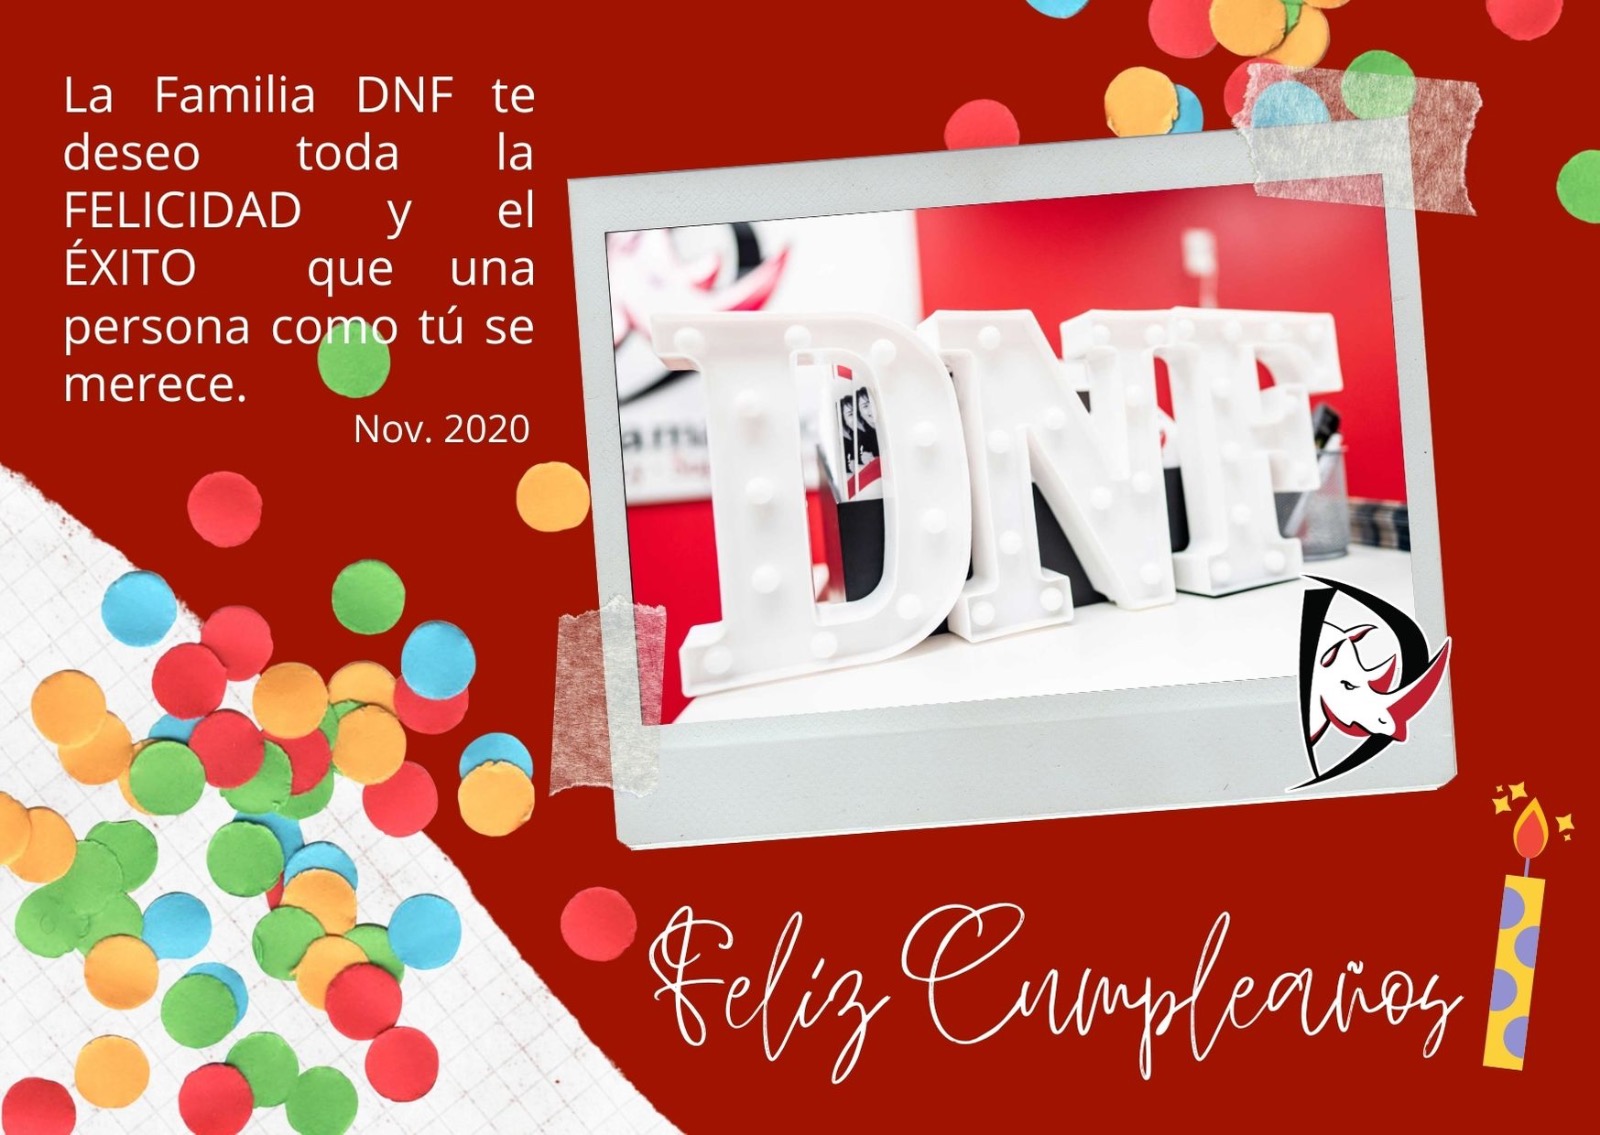 La Familia DNF te
deseo toda la
FELICIDAD y el
ÉXITO que una
persona como tú se
merece.
Nov. 2020
DNF
Feliz Cumpleaños